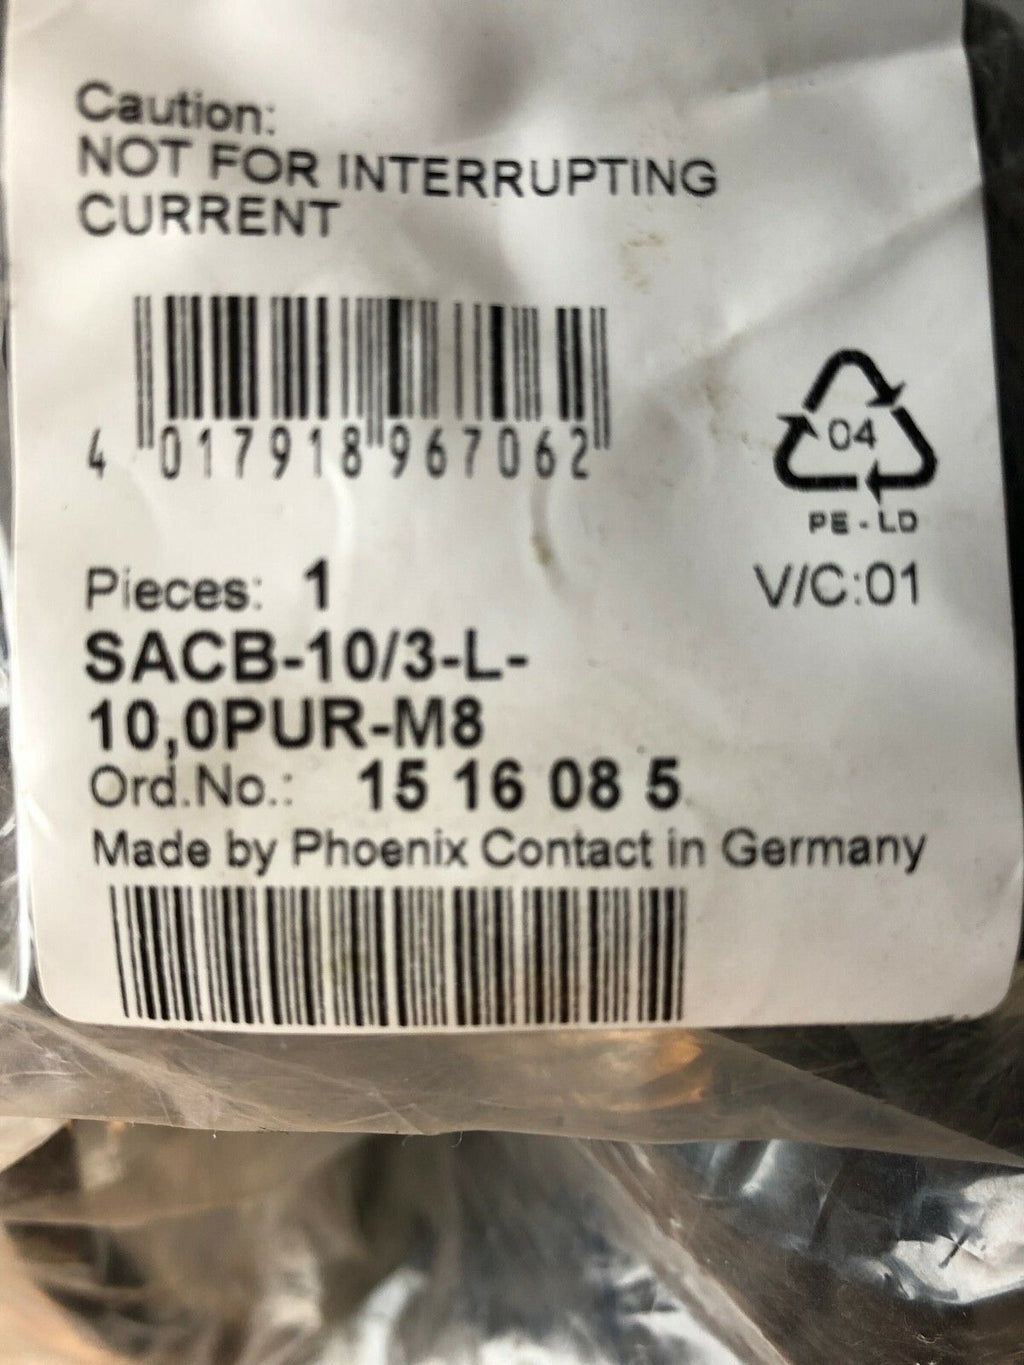 Caution:
NOT FOR INTERRUPTING
CURRENT
4 017918 967062
04
PE-LD
Pieces: 1
V/C:01
SACB-10/3-L-
10,0PUR-M8
Ord.No.: 15 16 08 5
Made by Phoenix Contact in Germany